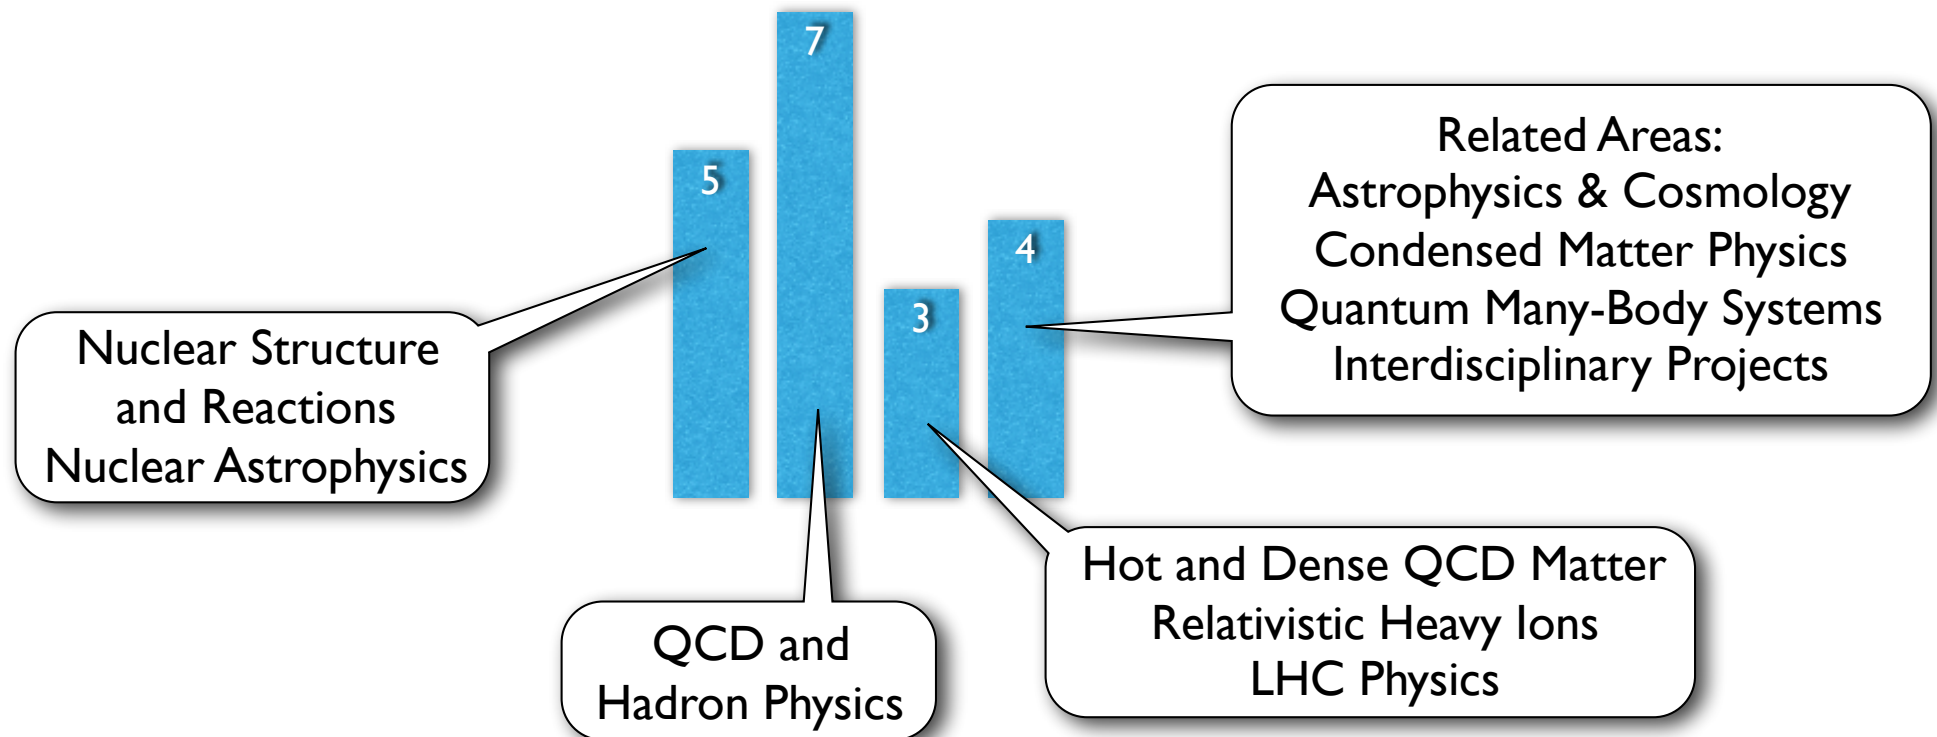 7
5
4
3
Nuclear Structure
and Reactions
Nuclear Astrophysics
Related Areas:
Astrophysics & Cosmology
Condensed Matter Physics
Quantum Many-Body Systems
Interdisciplinary Projects
QCD and
Hadron Physics
Hot and Dense QCD Matter
Relativistic Heavy Ions
LHC Physics